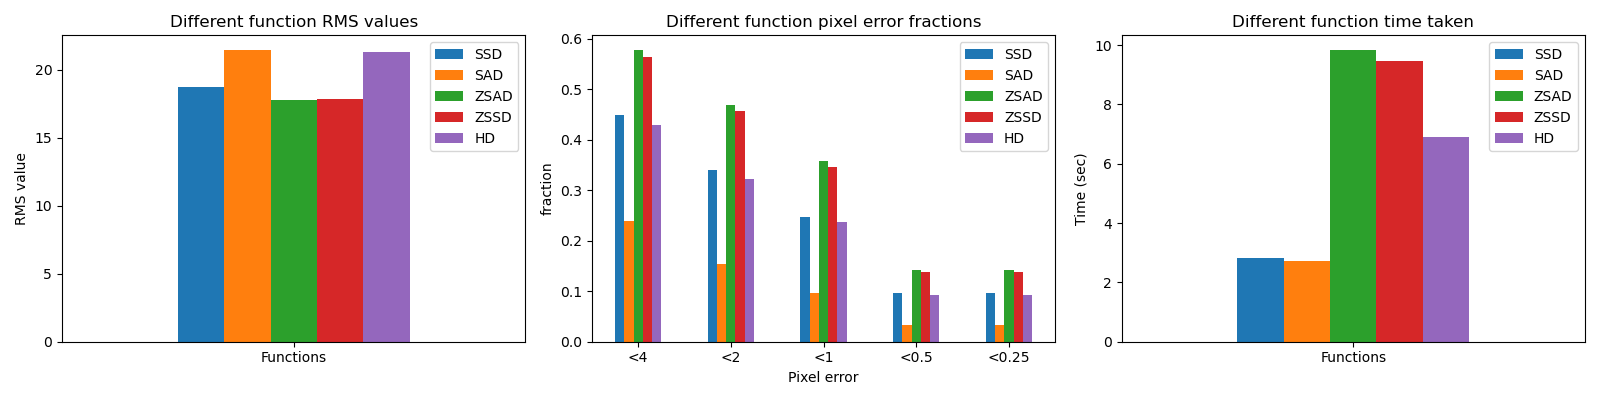 Different function RMS values
RMS value
20
15
10
5
0
Functions
SSD
SAD
ZSAD
ZSSD
HD
Different function pixel error fractions
fraction
0.6
0.5
0.4
0.3
0.2
0.1
0.0
<4
<2
<1
<0.5
<0.25
Pixel error
SSD
SAD
ZSAD
ZSSD
HD
Different function time taken
Time (sec)
10
8
6
4
2
0
Functions
SSD
SAD
ZSAD
ZSSD
HD